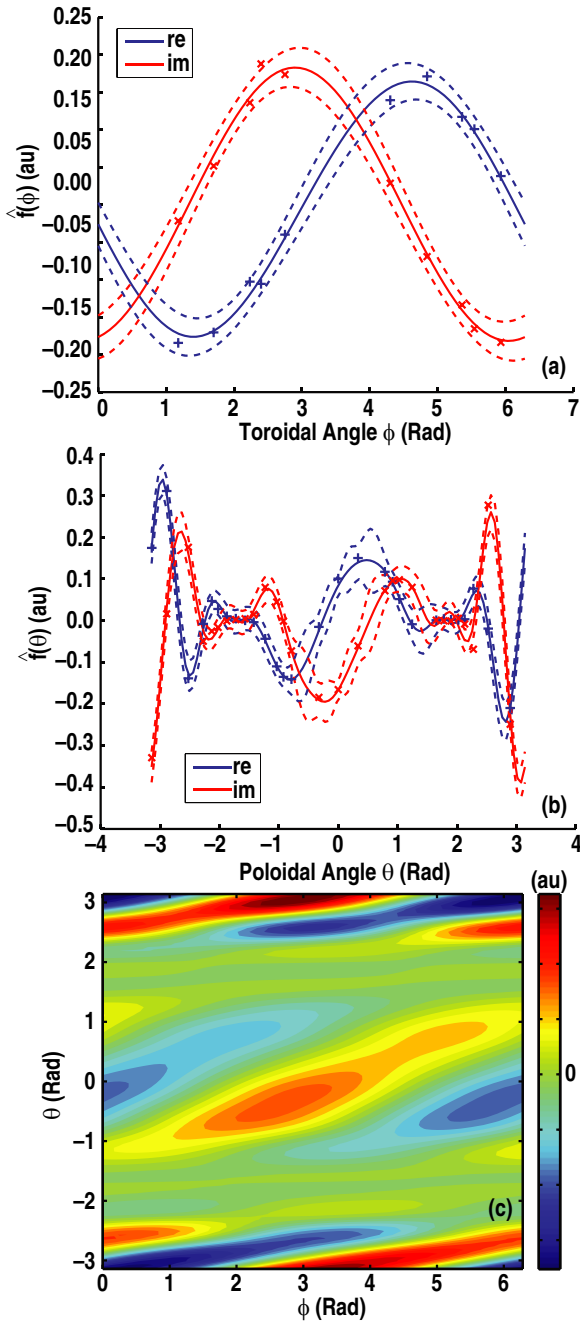 0.25
0.20
0.10
0.05
0.00
−0.05
−0.10
−0.15
−0.20
−0.25
f̂(ϕ) (au)
re
im
(a)
0 1 2 3 4 5 6 7
Toroidal Angle ϕ (Rad)
0.4
0.3
0.2
0.1
0.0
−0.1
−0.2
−0.3
−0.4
−0.5
f̂(θ) (au)
re
im
(b)
−4 −3 −2 −1 0 1 2 3 4
Poloidal Angle θ (Rad)
(au)
3
2
1
0
−1
−2
−3
θ (Rad)
0
(c)
0 1 2 3 4 5 6
ϕ (Rad)